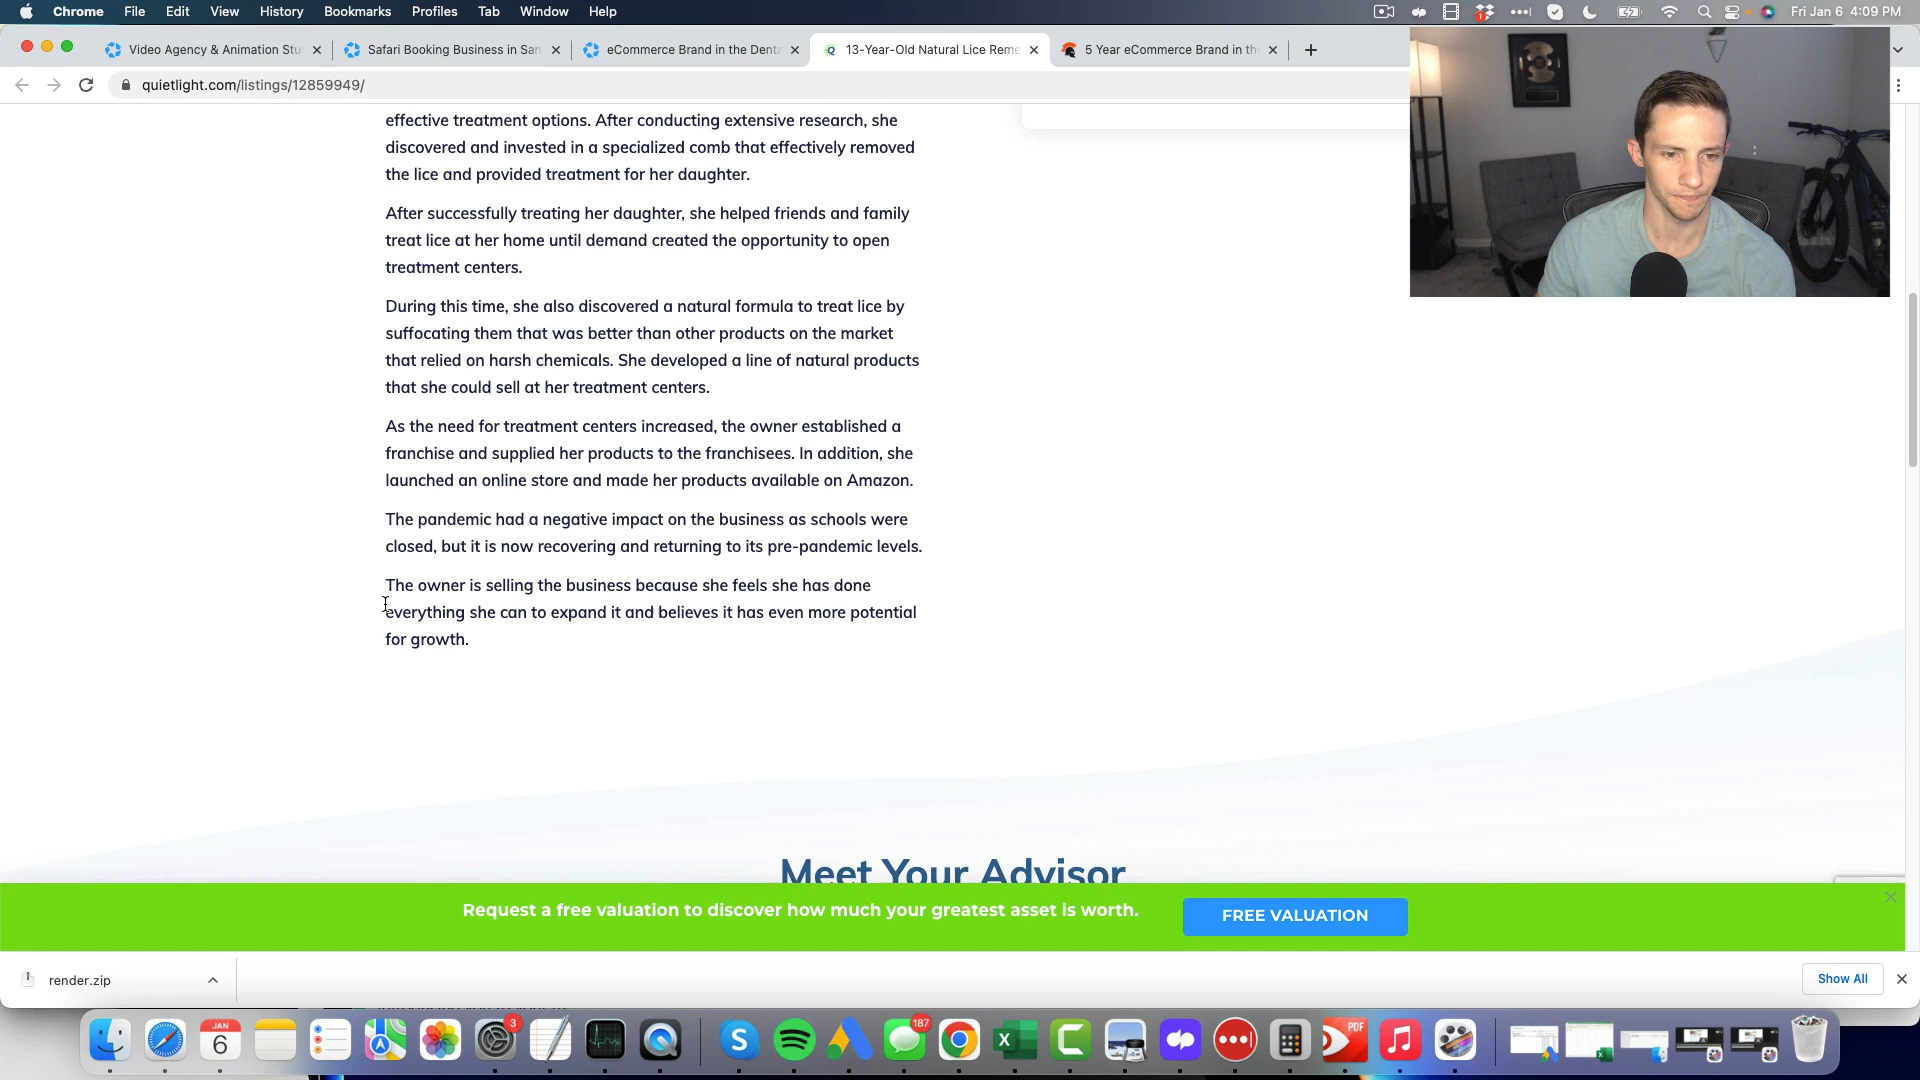 Chrome File Edit View History Bookmarks Profiles Tab Window Help
Fri Jan 6 4:09 PM
Video Agency & Animation Stu
Safari Booking Business in San
eCommerce Brand in the Denta
13-Year-Old Natural Lice Reme
5 Year eCommerce Brand in th
quietlight.com/listings/12859949/
effective treatment options. After conducting extensive research, she
discovered and invested in a specialized comb that effectively removed
the lice and provided treatment for her daughter.
After successfully treating her daughter, she helped friends and family
treat lice at her home until demand created the opportunity to open
treatment centers.
During this time, she also discovered a natural formula to treat lice by
suffocating them that was better than other products on the market
that relied on harsh chemicals. She developed a line of natural products
that she could sell at her treatment centers.
As the need for treatment centers increased, the owner established a
franchise and supplied her products to the franchisees. In addition, she
launched an online store and made her products available on Amazon.
The pandemic had a negative impact on the business as schools were
closed, but it is now recovering and returning to its pre-pandemic levels.
The owner is selling the business because she feels she has done
everything she can to expand it and believes it has even more potential
for growth.
Meet Your Advisor
Request a free valuation to discover how much your greatest asset is worth.
FREE VALUATION
render.zip
Show All
JAN
6
3
187
PDF